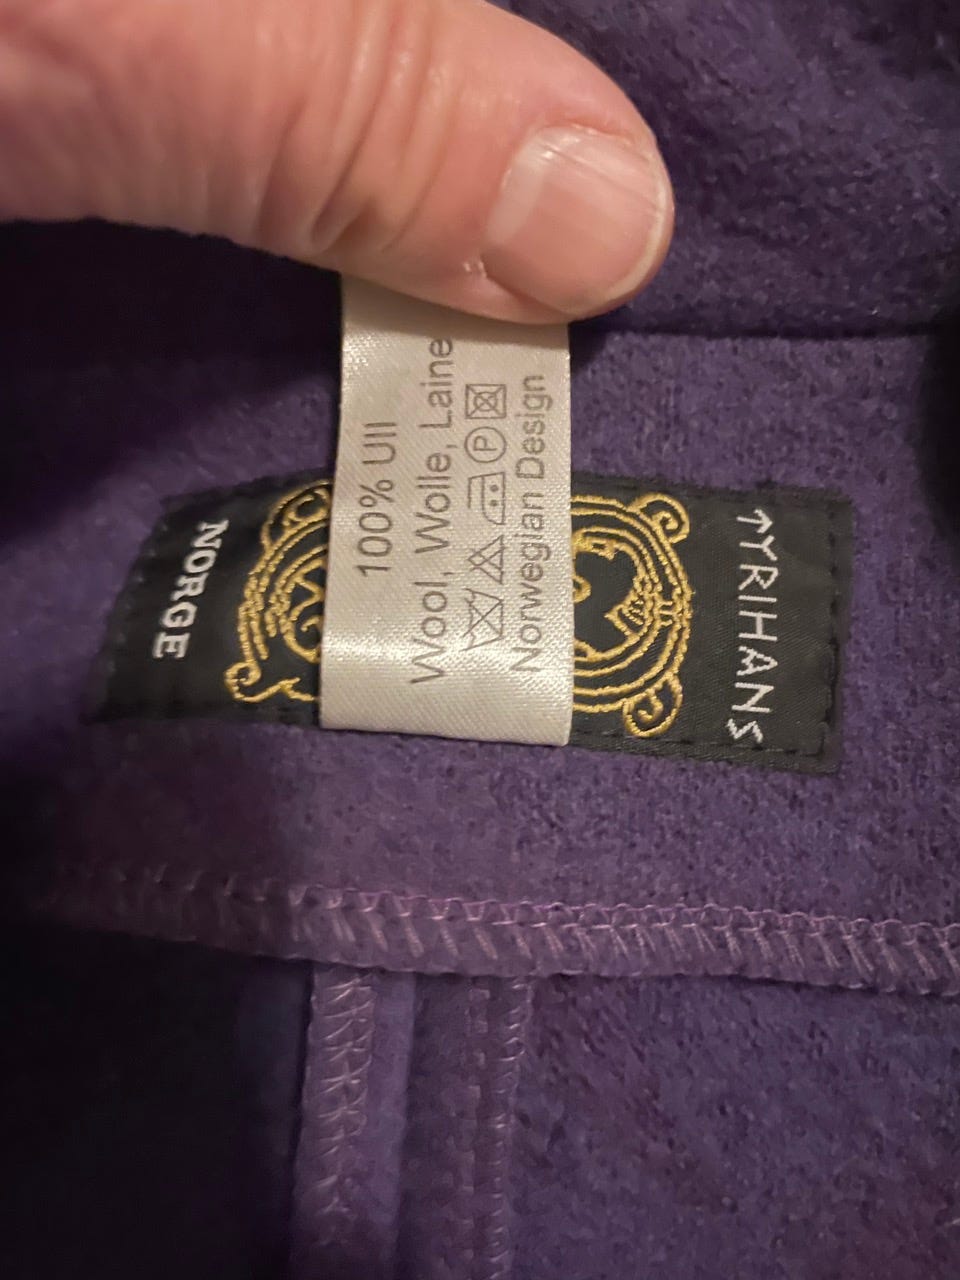 100% Ull
Wool, Wolle, Laine
P
Norwegian Design
TYRIHANS
NORGE